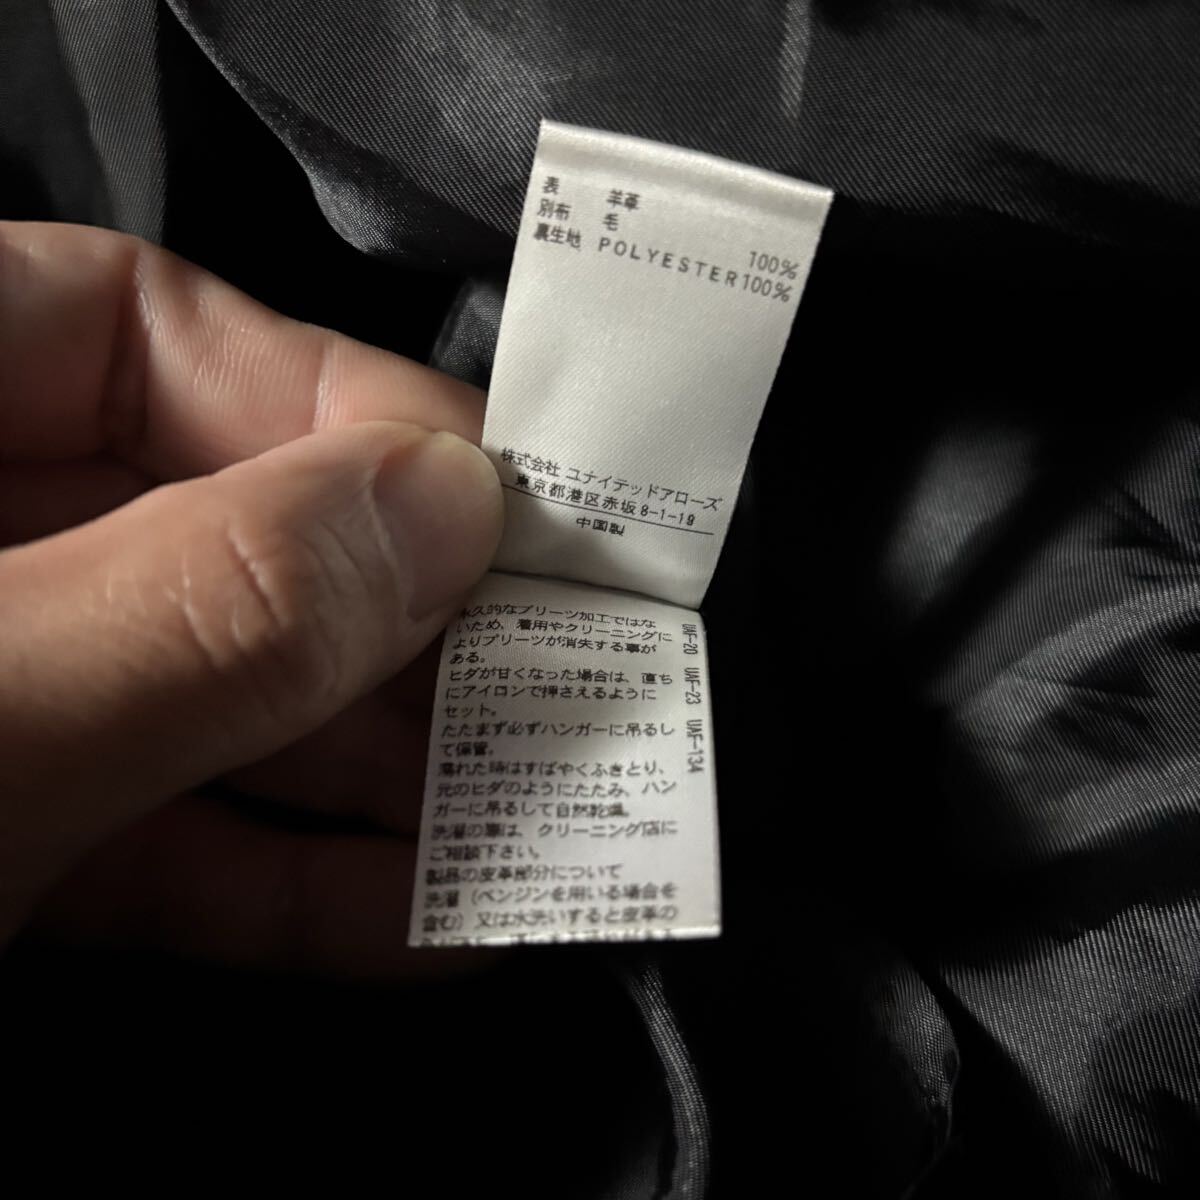 表 羊革
別布 毛 100%
裏生地 POLYESTER100%
株式会社 ユナイテッドアローズ
東京都港区赤坂8-1-19
中国製
永久的なプリーツ加工ではな
いため、着用やクリーニングに
よりプリーツが消失する事が
ある。
ヒダが甘くなった場合は、直ち
にアイロンで押さえるように
セット。
たたまず必ずハンガーに吊るし
て保管。
濡れた時はすばやくふきとり、
元のヒダのようにたたみ、ハン
ガーに吊るして自然乾燥。
洗濯の際は、クリーニング店に
ご相談下さい。
製品の皮革部分について
洗濯（ベンジンを用いる場合を
含む）又は水洗いすると皮革の
UAF-20 UAF-23 UAF-134